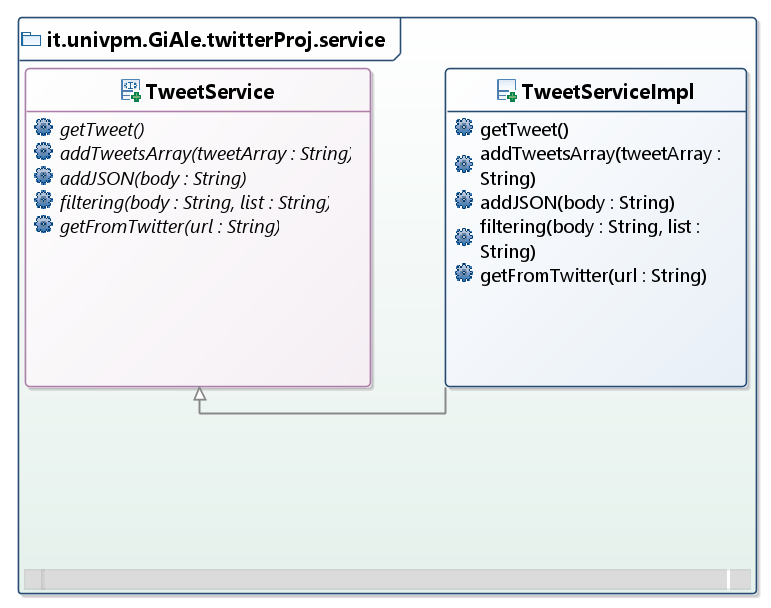 it.univpm.GiAle.twitterProj.service
TweetService
getTweet()
addTweetsArray(tweetArray : String)
addJSON(body : String)
filtering(body : String, list : String)
getFromTwitter(url : String)
TweetServiceImpl
getTweet()
addTweetsArray(tweetArray :
String)
addJSON(body : String)
filtering(body : String, list :
String)
getFromTwitter(url : String)